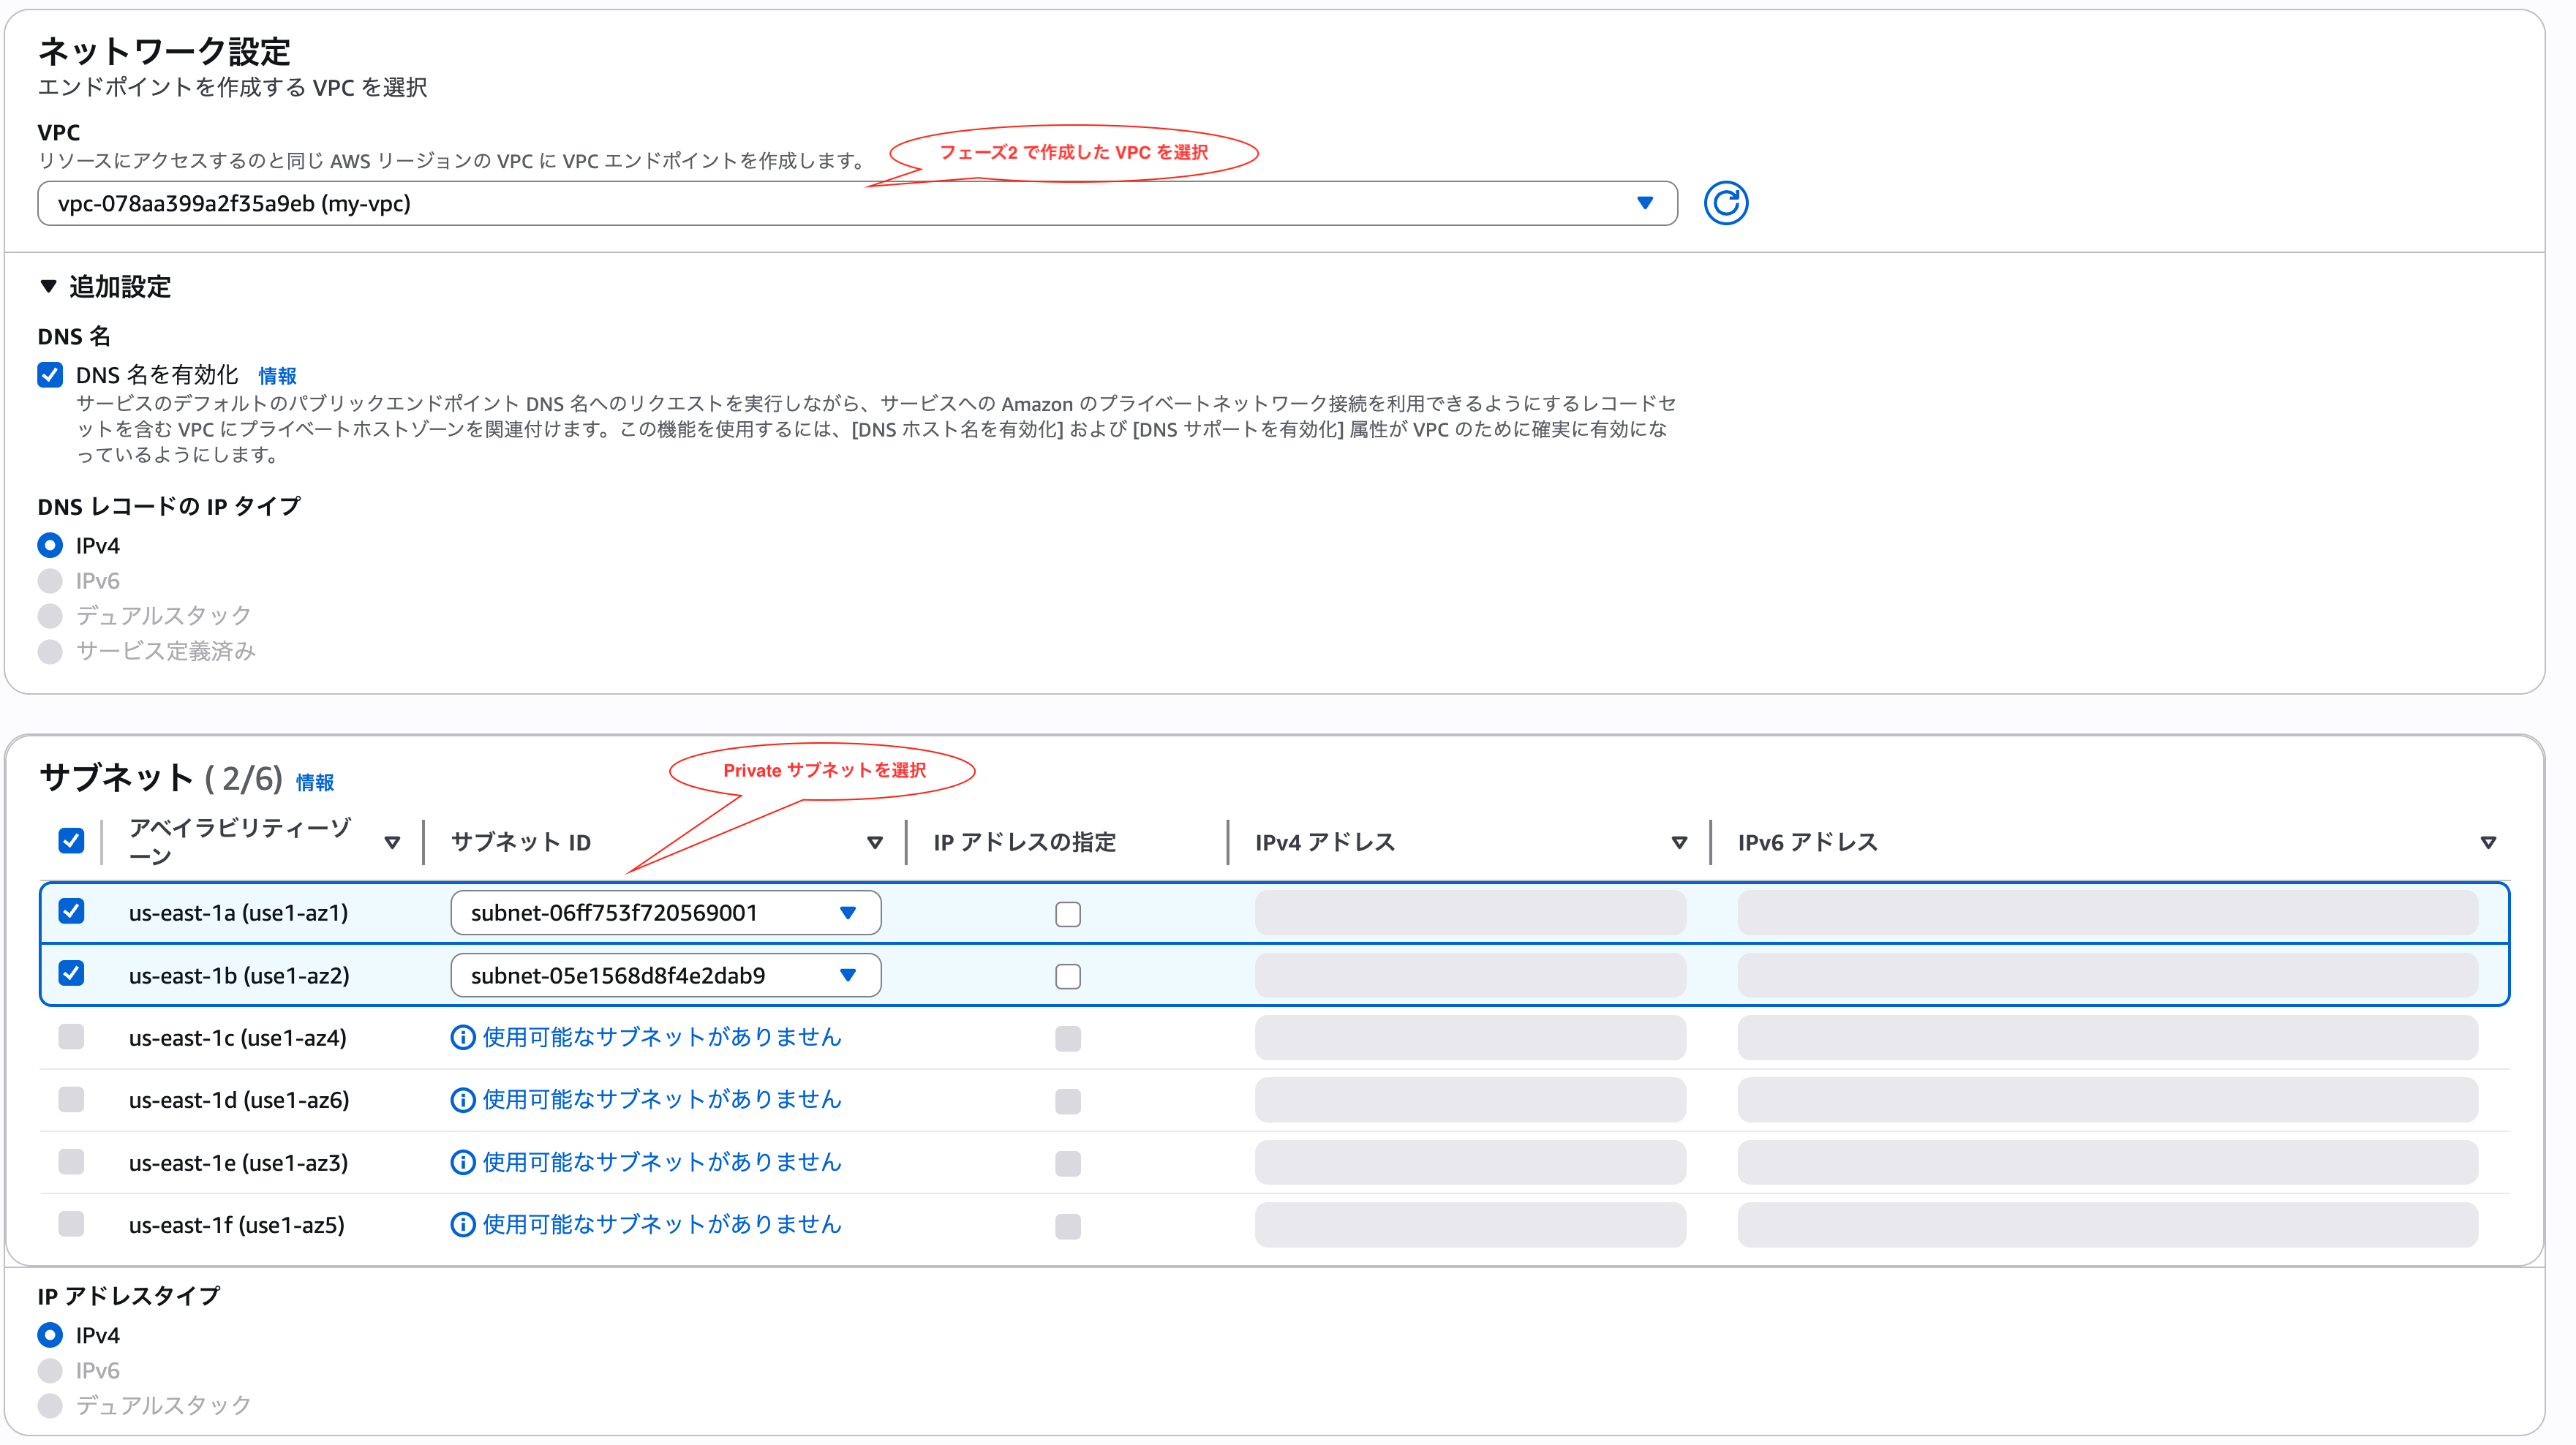 ネットワーク設定
エンドポイントを作成する VPC を選択
VPC
リソースにアクセスするのと同じ AWS リージョンの VPC に VPC エンドポイントを作成します。
フェーズ2 で作成した VPC を選択
vpc-078aa399a2f35a9eb (my-vpc)
追加設定
DNS 名
DNS 名を有効化 情報
サービスのデフォルトのパブリックエンドポイント DNS 名へのリクエストを実行しながら、サービスへの Amazon のプライベートネットワーク接続を利用できるようにするレコードセ
ットを含む VPC にプライベートホストゾーンを関連付けます。この機能を使用するには、[DNS ホスト名を有効化] および [DNS サポートを有効化] 属性が VPC のために確実に有効にな
っているようにします。
DNS レコードの IP タイプ
IPv4
IPv6
デュアルスタック
サービス定義済み
サブネット ( 2/6) 情報
Private サブネットを選択
アベイラビリティーゾ
ーン
サブネット ID
IP アドレスの指定
IPv4 アドレス
IPv6 アドレス
us-east-1a (use1-az1) subnet-06ff753f720569001
us-east-1b (use1-az2) subnet-05e1568d8f4e2dab9
us-east-1c (use1-az4) 使用可能なサブネットがありません
us-east-1d (use1-az6) 使用可能なサブネットがありません
us-east-1e (use1-az3) 使用可能なサブネットがありません
us-east-1f (use1-az5) 使用可能なサブネットがありません
IP アドレスタイプ
IPv4
IPv6
デュアルスタック